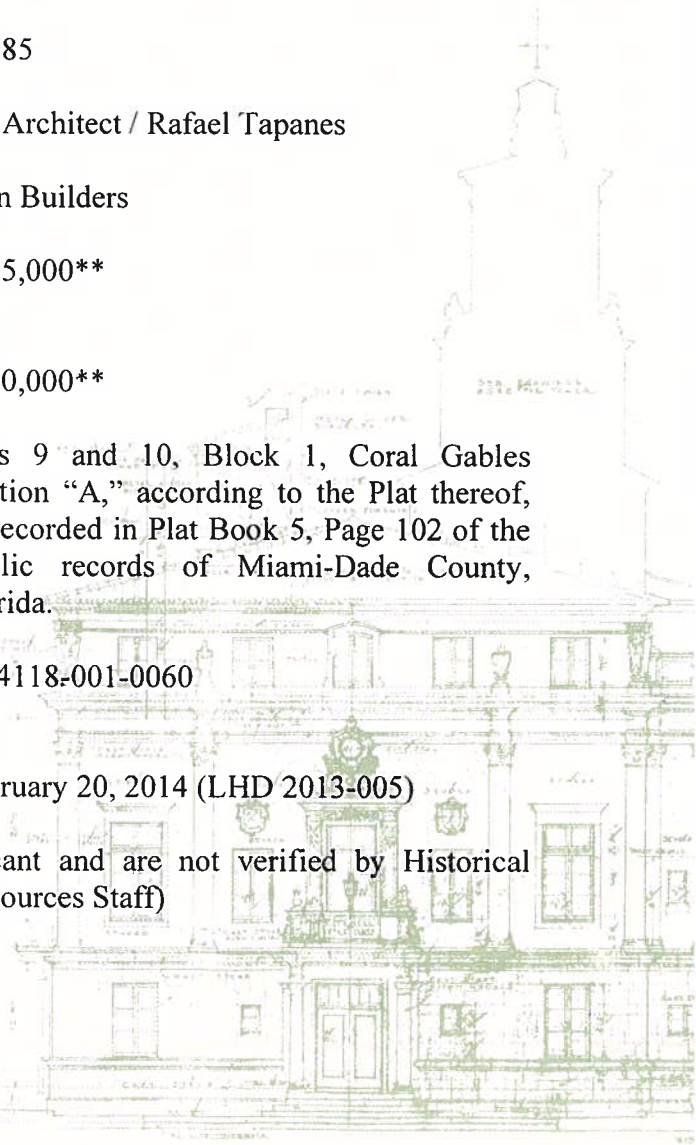 85
Architect / Rafael Tapanes
n Builders
5,000**
0,000**
s 9 and 10, Block 1, Coral Gables
tion “A,” according to the Plat thereof,
ecorded in Plat Book 5, Page 102 of the
lic records of Miami-Dade County,
rida.
4118-001-0060
ruary 20, 2014 (LHD 2013-005)
cant and are not verified by Historical
ources Staff)